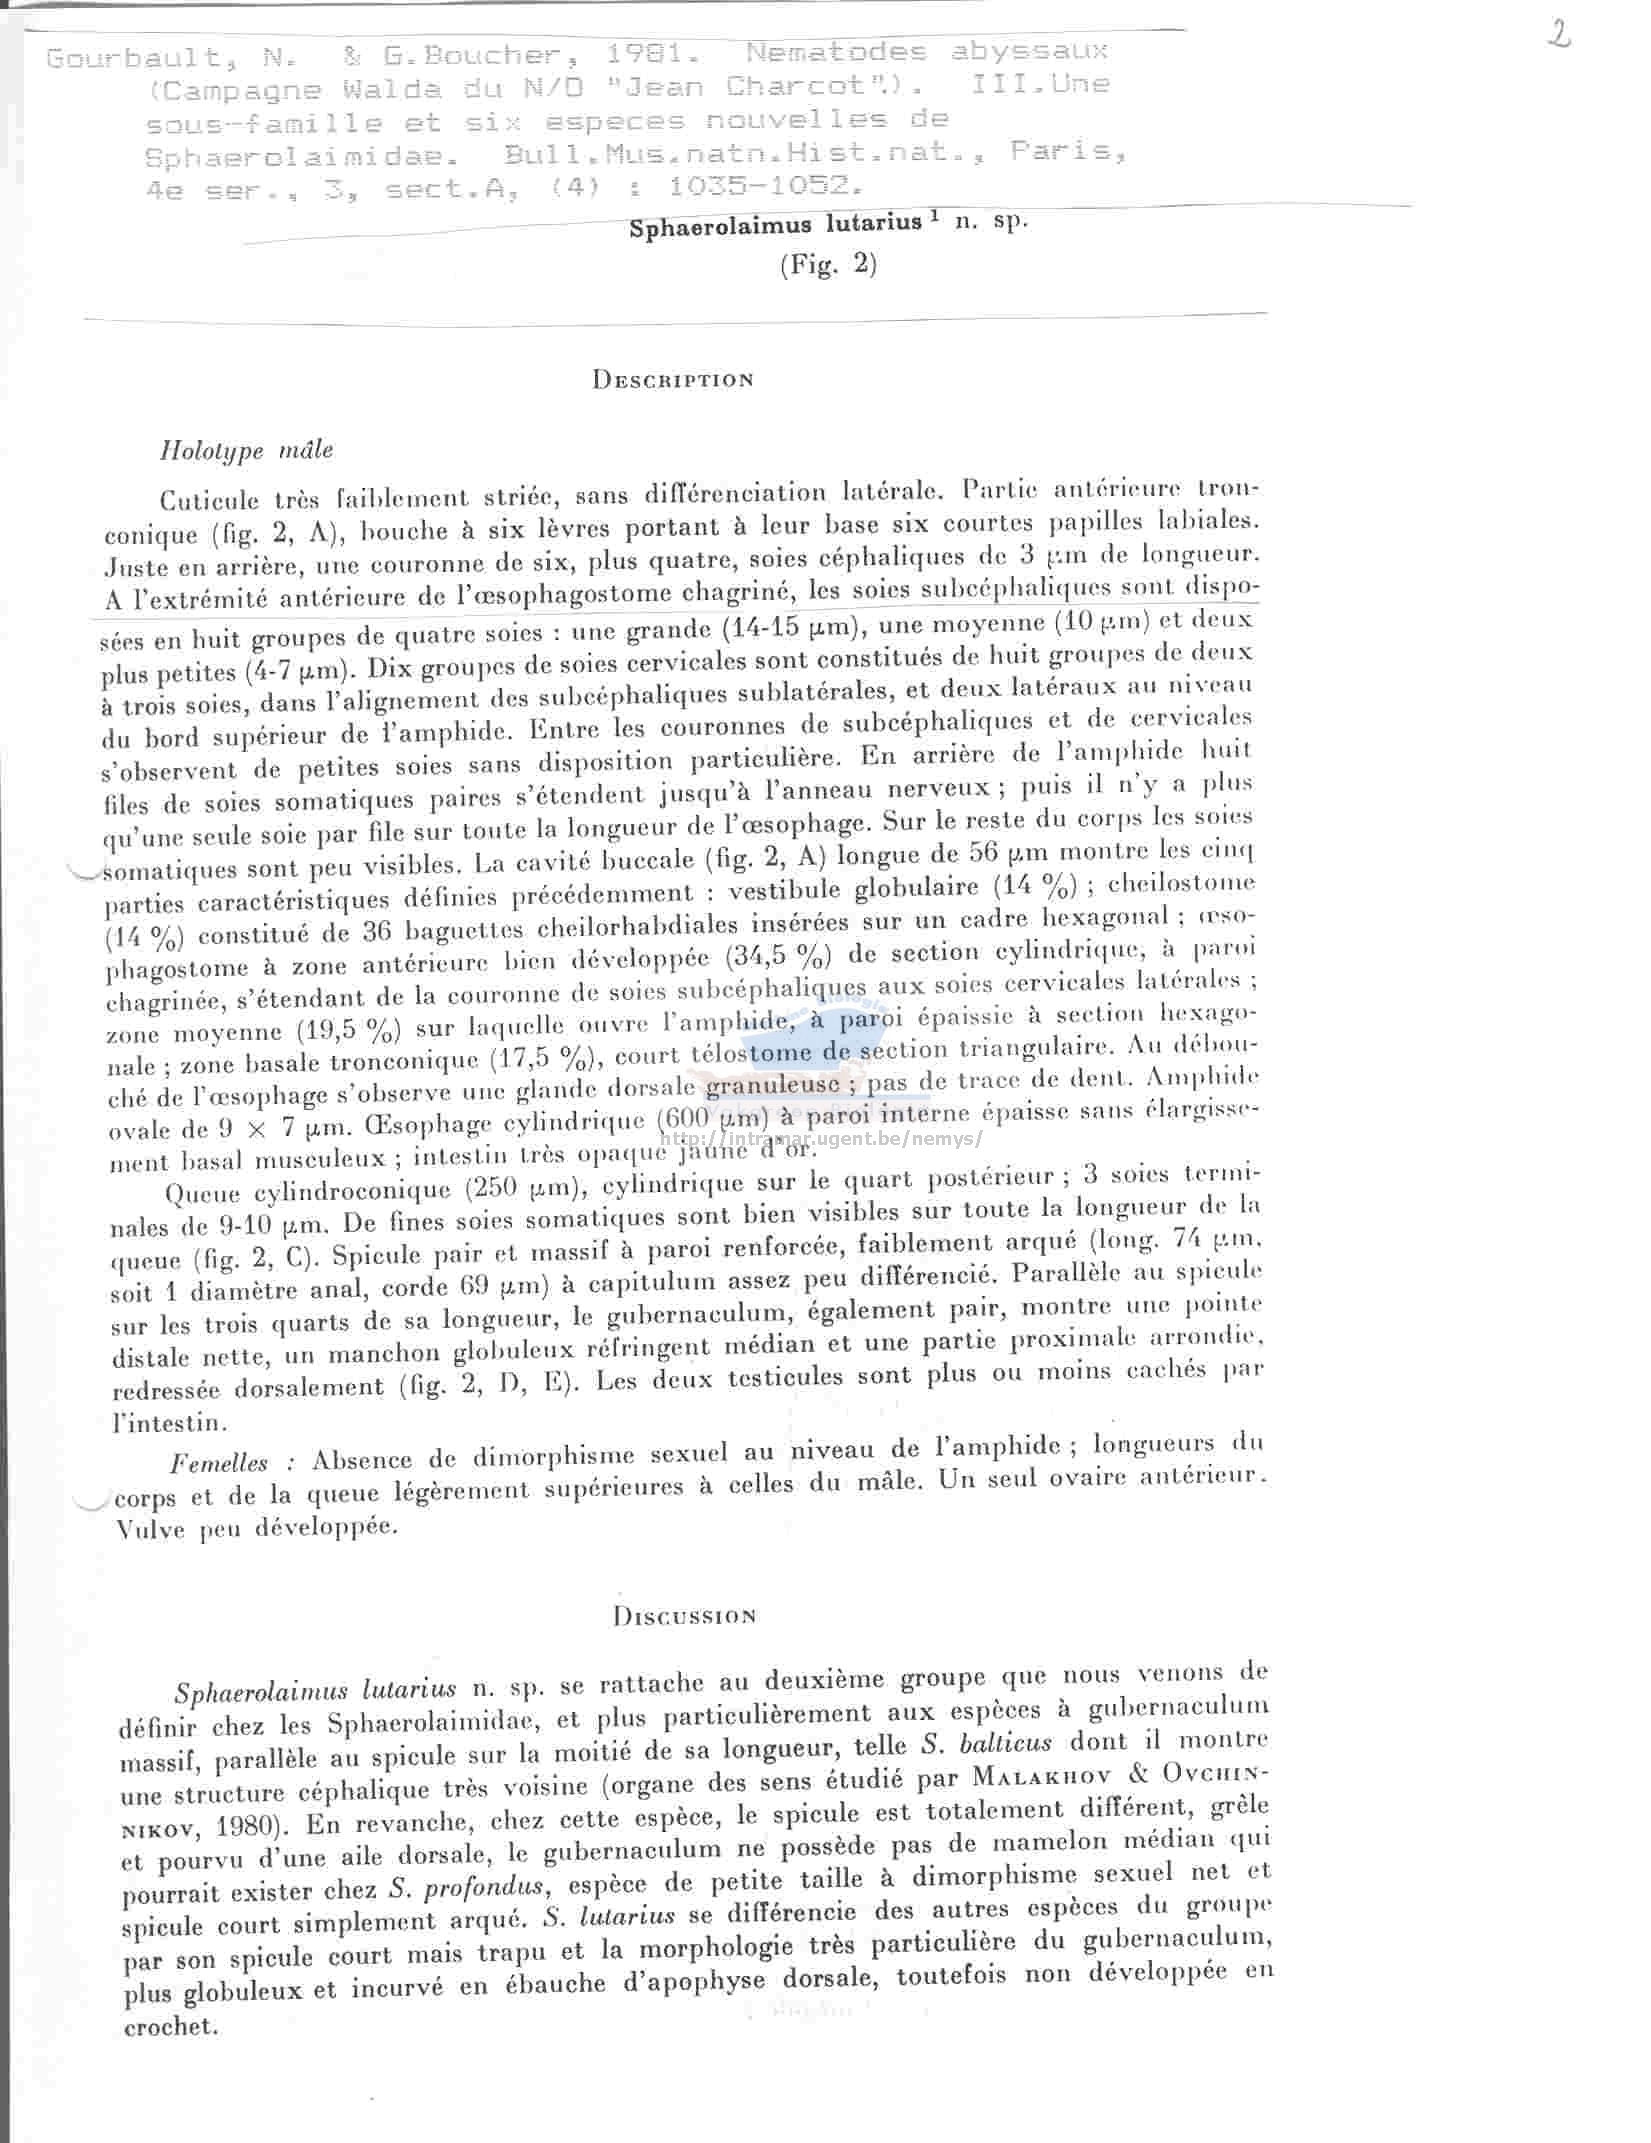 2
Gourbault, N. & G.Boucher, 1981. Nematodes abyssaux
(Campagne Walda du N/O "Jean Charcot".). III.Une
sous-famille et six especes nouvelles de
Sphaerolaimidae. Bull.Mus.natn.Hist.nat., Paris,
4e ser., 3, sect.A, (4) : 1035-1052.
Sphaerolaimus lutarius 1 n. sp.
(Fig. 2)
DESCRIPTION
Holotype mâle
Cuticule très faiblement striée, sans différenciation latérale. Partie antérieure tron-
conique (fig. 2, A), bouche à six lèvres portant à leur base six courtes papilles labiales.
Juste en arrière, une couronne de six, plus quatre, soies céphaliques de 3 µm de longueur.
A l'extrémité antérieure de l'œsophagostome chagriné, les soies subcéphaliques sont dispo-
sées en huit groupes de quatre soies : une grande (14-15 µm), une moyenne (10 µm) et deux
plus petites (4-7 µm). Dix groupes de soies cervicales sont constitués de huit groupes de deux
à trois soies, dans l'alignement des subcéphaliques sublatérales, et deux latéraux au niveau
du bord supérieur de l'amphide. Entre les couronnes de subcéphaliques et de cervicales
s'observent de petites soies sans disposition particulière. En arrière de l'amphide huit
files de soies somatiques paires s'étendent jusqu'à l'anneau nerveux ; puis il n'y a plus
qu'une seule soie par file sur toute la longueur de l'œsophage. Sur le reste du corps les soies
somatiques sont peu visibles. La cavité buccale (fig. 2, A) longue de 56 µm montre les cinq
parties caractéristiques définies précédemment : vestibule globulaire (14 %) ; cheilostome
(14 %) constitué de 36 baguettes cheilorhabdiales insérées sur un cadre hexagonal ; œso-
phagostome à zone antérieure bien développée (34,5 %) de section cylindrique, à paroi
chagrinée, s'étendant de la couronne de soies subcéphaliques aux soies cervicales latérales ;
zone moyenne (19,5 %) sur laquelle ouvre l'amphide, à paroi épaissie à section hexago-
nale ; zone basale tronconique (17,5 %), court télostome de section triangulaire. Au débou-
ché de l'œsophage s'observe une glande dorsale granuleuse ; pas de trace de dent. Amphide
ovale de 9 × 7 µm. Œsophage cylindrique (600 µm) à paroi interne épaisse sans élargisse-
http://intramar.ugent.be/nemys/
ment basal musculeux ; intestin très opaque jaune d'or.
Queue cylindroconique (250 µm), cylindrique sur le quart postérieur ; 3 soies termi-
nales de 9-10 µm. De fines soies somatiques sont bien visibles sur toute la longueur de la
queue (fig. 2, C). Spicule pair et massif à paroi renforcée, faiblement arqué (long. 74 µm,
soit 1 diamètre anal, corde 69 µm) à capitulum assez peu différencié. Parallèle au spicule
sur les trois quarts de sa longueur, le gubernaculum, également pair, montre une pointe
distale nette, un manchon globuleux réfringent médian et une partie proximale arrondie,
redressée dorsalement (fig. 2, D, E). Les deux testicules sont plus ou moins cachés par
l'intestin.
Femelles : Absence de dimorphisme sexuel au niveau de l'amphide ; longueurs du
corps et de la queue légèrement supérieures à celles du mâle. Un seul ovaire antérieur.
Vulve peu développée.
DISCUSSION
Sphaerolaimus lutarius n. sp. se rattache au deuxième groupe que nous venons de
définir chez les Sphaerolaimidae, et plus particulièrement aux espèces à gubernaculum
massif, parallèle au spicule sur la moitié de sa longueur, telle S. balticus dont il montre
une structure céphalique très voisine (organe des sens étudié par MALAKHOV & OVCHIN-
NIKOV, 1980). En revanche, chez cette espèce, le spicule est totalement différent, grêle
et pourvu d'une aile dorsale, le gubernaculum ne possède pas de mamelon médian qui
pourrait exister chez S. profondus, espèce de petite taille à dimorphisme sexuel net et
spicule court simplement arqué. S. lutarius se différencie des autres espèces du groupe
par son spicule court mais trapu et la morphologie très particulière du gubernaculum,
plus globuleux et incurvé en ébauche d'apophyse dorsale, toutefois non développée en
crochet.